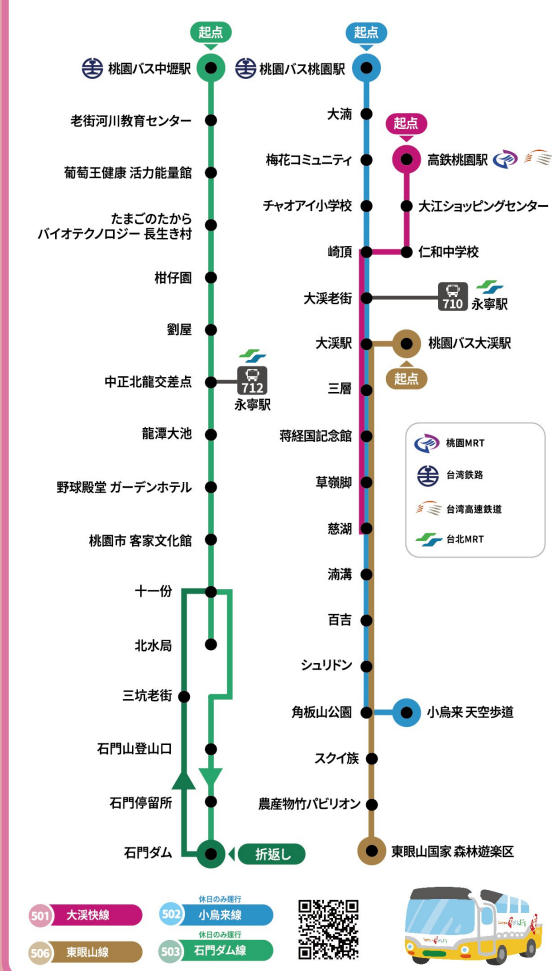 起点
桃園バス中壢駅
老街河川教育センター
葡萄王健康 活力能量館
たまごのたから
バイオテクノロジー 長生き村
柑仔園
劉屋
中正北龍交差点
712
永寧駅
龍潭大池
野球殿堂 ガーデンホテル
桃園市 客家文化館
十一份
北水局
三坑老街
石門山登山口
石門停留所
石門ダム
折返し
起点
桃園バス桃園駅
大湳
梅花コミュニティ
チャオアイ小学校
崎頂
大渓老街
大渓駅
三層
蒋経国記念館
草嶺脚
慈湖
湳溝
百吉
シュリドン
角板山公園
スクイ族
農産物竹パビリオン
東眼山国家 森林遊楽区
起点
高鉄桃園駅
大江ショッピングセンター
仁和中学校
710
永寧駅
桃園バス大渓駅
起点
小烏来 天空歩道
桃園MRT
台湾鉄路
台湾高速鉄道
台北MRT
501 大渓快線
休日のみ運行
502 小烏来線
506 東眼山線
休日のみ運行
503 石門ダム線